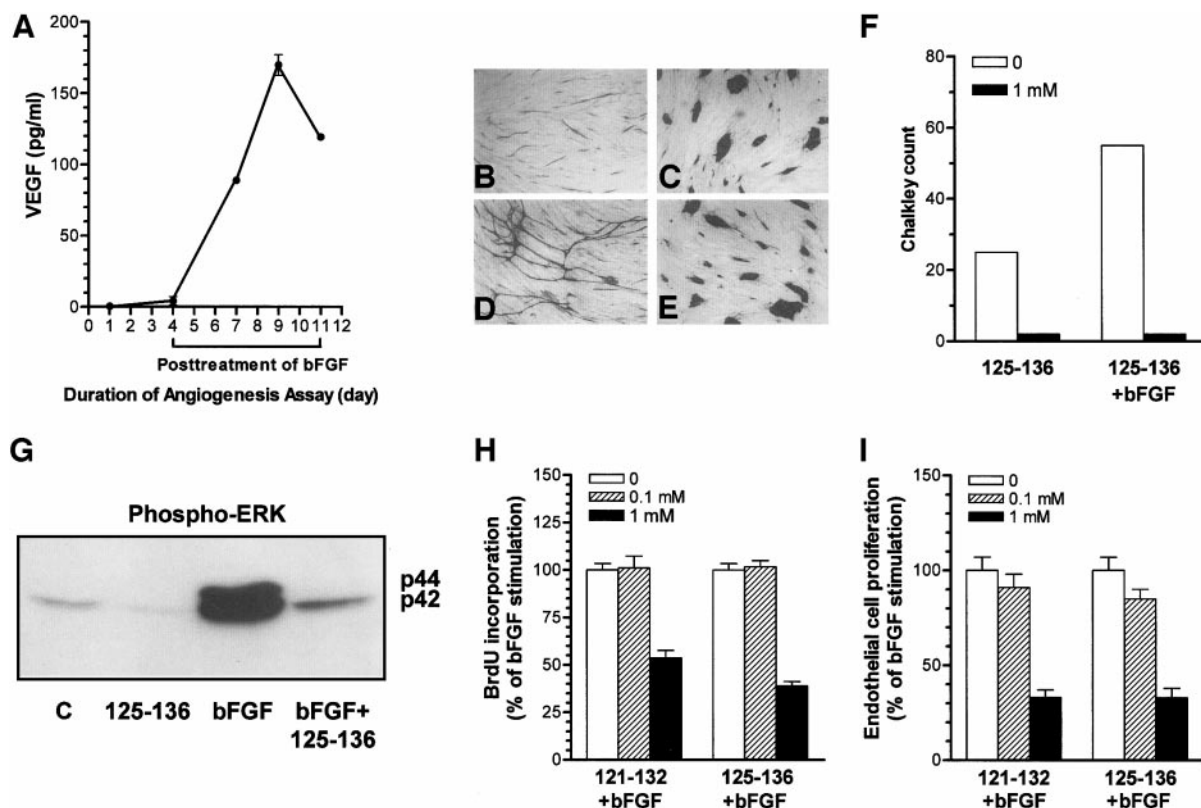 A
VEGF (pg/ml)
200
150
100
50
0
0 1 2 3 4 5 6 7 8 9 10 11 12
Posttreatment of bFGF
Duration of Angiogenesis Assay (day)
B
C
D
E
F
Chalkley count
80
60
40
20
0
0
1 mM
125-136
125-136
+bFGF
G
Phospho-ERK
p44
p42
C
125-136
bFGF
bFGF+
125-136
H
BrdU incorporation
(% of bFGF stimulation)
150
125
100
75
50
25
0
0
0.1 mM
1 mM
121-132
+bFGF
125-136
+bFGF
I
Endothelial cell proliferation
(% of bFGF stimulation)
150
100
50
0
0
0.1 mM
1 mM
121-132
+bFGF
125-136
+bFGF